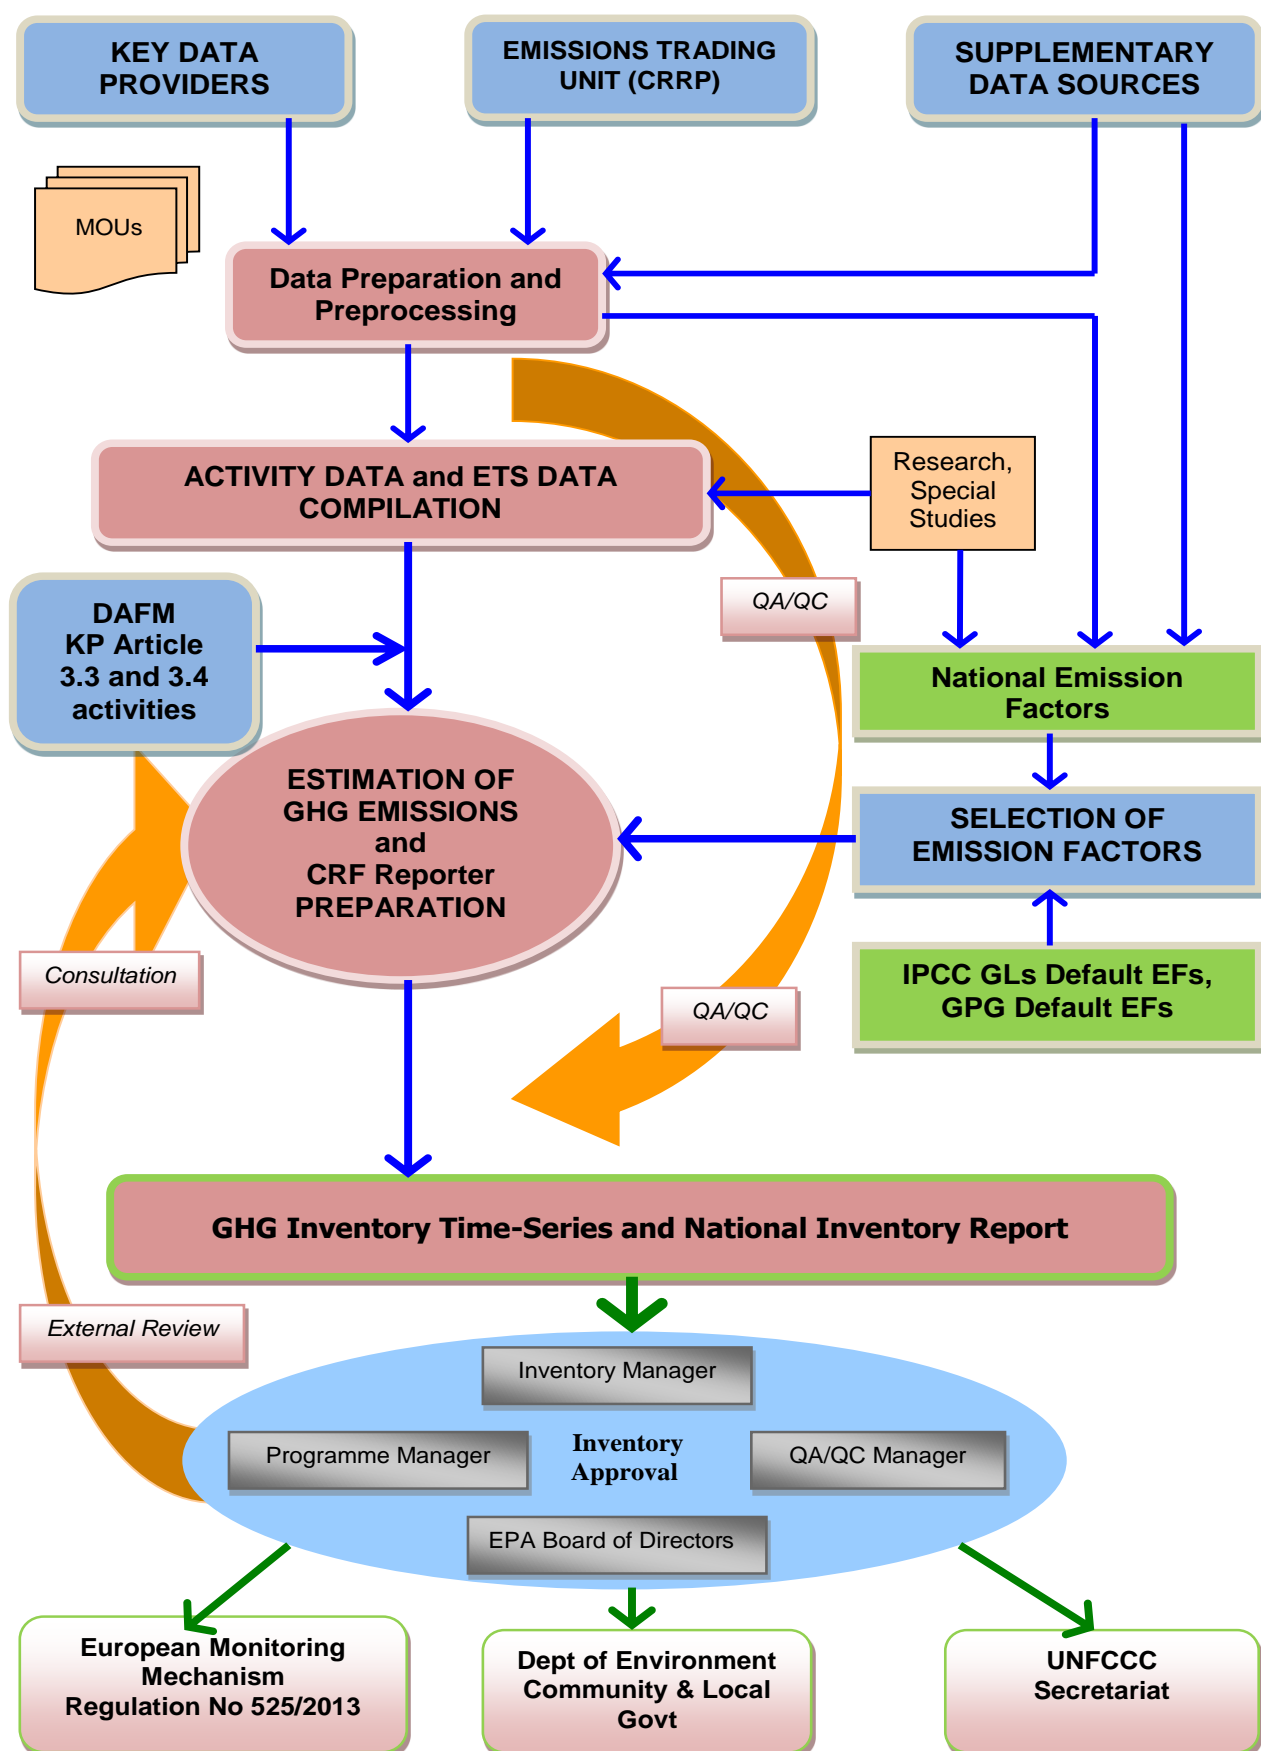 KEY DATA
PROVIDERS
EMISSIONS TRADING
UNIT (CRRP)
SUPPLEMENTARY
DATA SOURCES
MOUs
Data Preparation and
Preprocessing
ACTIVITY DATA and ETS DATA
COMPILATION
Research,
Special
Studies
QA/QC
DAFM
KP Article
3.3 and 3.4
activities
National Emission
Factors
ESTIMATION OF
GHG EMISSIONS
and
CRF Reporter
PREPARATION
SELECTION OF
EMISSION FACTORS
Consultation
QA/QC
IPCC GLs Default EFs,
GPG Default EFs
GHG Inventory Time-Series and National Inventory Report
External Review
Inventory Manager
Programme Manager
Inventory
Approval
QA/QC Manager
EPA Board of Directors
European Monitoring
Mechanism
Regulation No 525/2013
Dept of Environment
Community & Local
Govt
UNFCCC
Secretariat